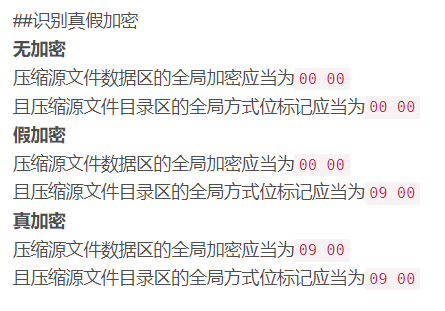 ##识别真假加密
无加密
压缩源文件数据区的全局加密应当为 00 00
且压缩源文件目录区的全局方式位标记应当为 00 00
假加密
压缩源文件数据区的全局加密应当为 00 00
且压缩源文件目录区的全局方式位标记应当为 09 00
真加密
压缩源文件数据区的全局加密应当为 09 00
且压缩源文件目录区的全局方式位标记应当为 09 00